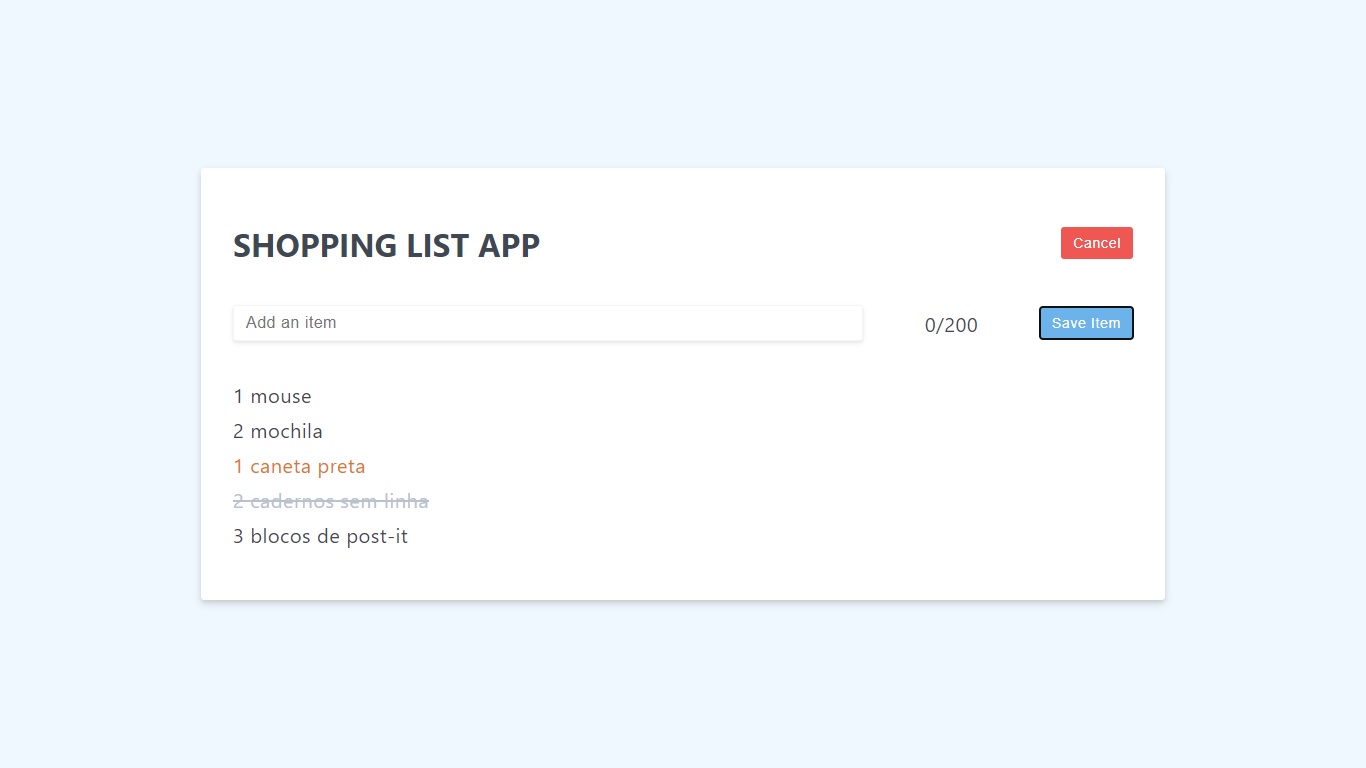 SHOPPING LIST APP
Cancel
Add an item
0/200
Save Item
1 mouse
2 mochila
1 caneta preta
2 cadernos sem linha
3 blocos de post-it